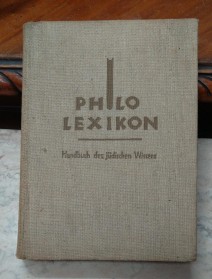 PHILO
LEXIKON
Handbuch des jüdischen Wissens